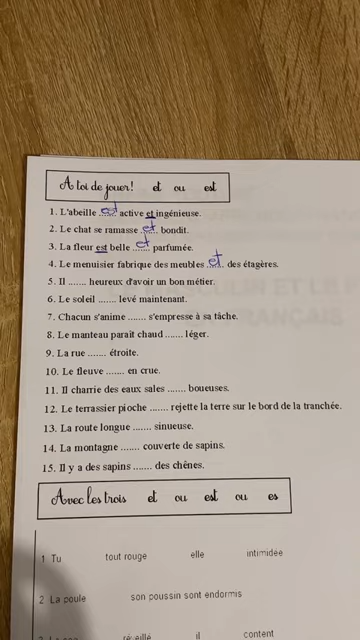 A toi de jouer! et ou est
1. L'abeille est active et ingénieuse.
2. Le chat se ramasse et bondit.
3. La fleur est belle et parfumée.
4. Le menuisier fabrique des meubles et des étagères.
5. Il ....... heureux d'avoir un bon métier.
6. Le soleil ....... levé maintenant.
7. Chacun s'anime ....... s'empresse à sa tâche.
8. Le manteau paraît chaud ....... léger.
9. La rue ....... étroite.
10. Le fleuve ....... en crue.
11. Il charrie des eaux sales ....... boueuses.
12. Le terrassier pioche ....... rejette la terre sur le bord de la tranchée.
13. La route longue ....... sinueuse.
14. La montagne ....... couverte de sapins.
15. Il y a des sapins ....... des chênes.
Avec les trois et ou est ou es
1 Tu tout rouge elle intimidée
2 La poule son poussin sont endormis
réveillé il content